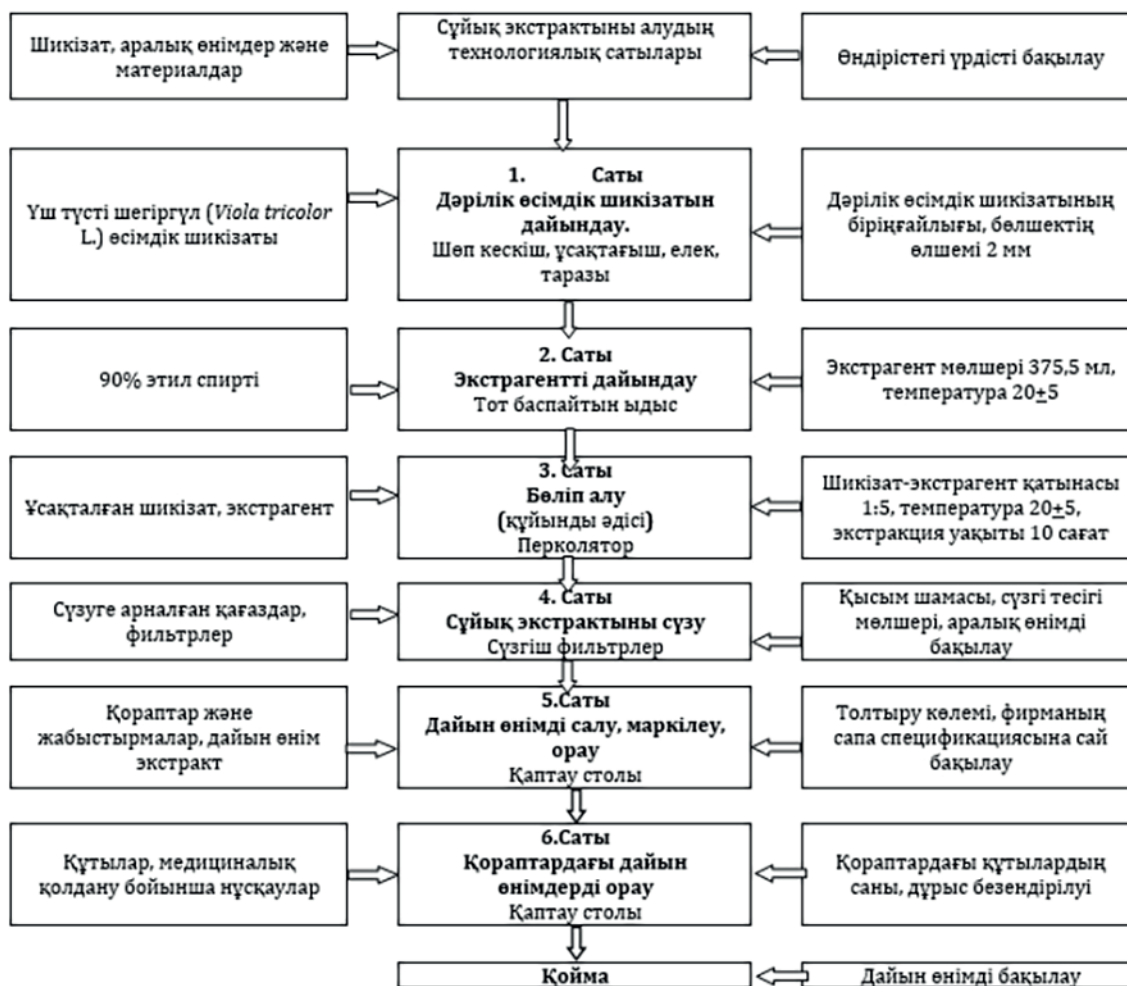 Шикізат, аралық өнімдер және
материалдар
Сұйық экстрактыны алудың
технологиялық сатылары
Өндірістегі үрдісті бақылау
Үш түсті шегіргүл (Viola tricolor
L.) өсімдік шикізаты
1. Саты
Дәрілік өсімдік шикізатын
дайындау.
Шөп кескіш, ұсақтағыш, елек,
таразы
Дәрілік өсімдік шикізатының
біріңғайлығы, бөлшектің
өлшемі 2 мм
90% этил спирті
2. Саты
Экстрагентті дайындау
Тот баспайтын ыдыс
Экстрагент мөлшері 375,5 мл,
температура 20±5
Ұсақталған шикізат, экстрагент
3. Саты
Бөліп алу
(құйынды әдісі)
Перколятор
Шикізат-экстрагент қатынасы
1:5, температура 20±5,
экстракция уақыты 10 сағат
Сүзуге арналған қағаздар,
фильтрлер
4. Саты
Сұйық экстрактыны сүзу
Сүзгіш фильтрлер
Қысым шамасы, сүзгі тесігі
мөлшері, аралық өнімді
бақылау
Қораптар және
жабыстырмалар, дайын өнім
экстракт
5.Саты
Дайын өнімді салу, маркілеу,
орау
Қаптау столы
Толтыру көлемі, фирманың
сапа спецификациясына сай
бақылау
Құтылар, медициналық
қолдану бойынша нұсқаулар
6.Саты
Қораптардағы дайын
өнімдерді орау
Қаптау столы
Қораптардағы құтылардың
саны, дұрыс безендірілуі
Қойма
Дайын өнімді бақылау